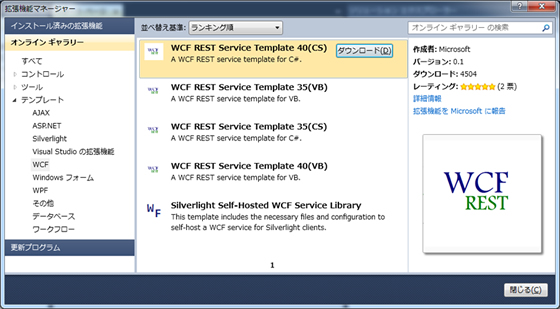 拡張機能マネージャー
インストール済みの拡張機能
オンライン ギャラリー
すべて
コントロール
ツール
テンプレート
AJAX
ASP.NET
Silverlight
Visual Studio の拡張機能
WCF
Windows フォーム
WPF
その他
データベース
ワークフロー
更新プログラム
並べ替え基準: ランキング順
WCF REST Service Template 40(CS)
A WCF REST Service Template for C#.
ダウンロード(D)
WCF REST Service Template 35(VB)
A WCF REST Service Template for VB.
WCF REST Service Template 35(CS)
A WCF REST Service Template for C#.
WCF REST Service Template 40(VB)
A WCF REST Service Template for VB.
WF
Silverlight Self-Hosted WCF Service Library
This template includes the necessary files and configuration to
self-host a WCF service for Silverlight clients.
1
オンライン ギャラリー の検索
作成者: Microsoft
バージョン: 0.1
ダウンロード: 4504
レーティング: (2 票)
詳細情報
拡張機能を Microsoft に報告
WCF
REST
閉じる(C)